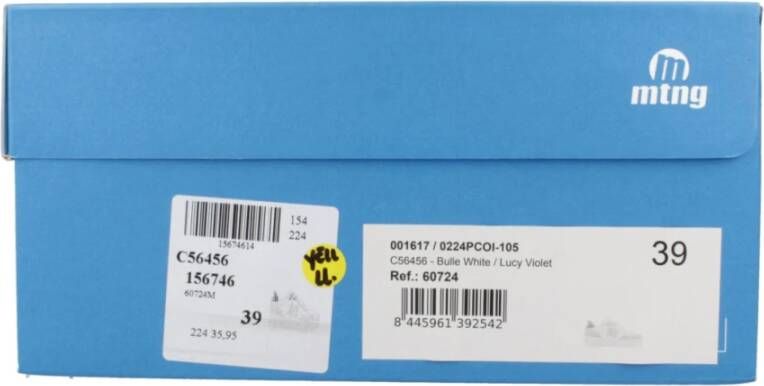 m
mtng
154
224
15674614
C56456
156746
60724M
39
224 35,95
001617 / 0224PCOI-105
C56456 - Bulle White / Lucy Violet
Ref.: 60724
39
8 445961 392542